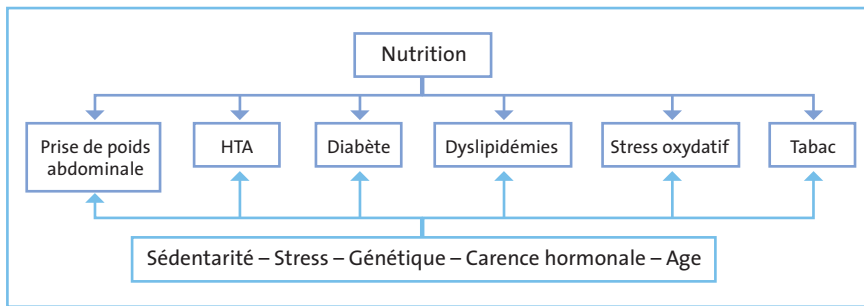 Nutrition
Prise de poids
abdominale
HTA
Diabète
Dyslipidémies
Stress oxydatif
Tabac
Sédentarité – Stress – Génétique – Carence hormonale – Age